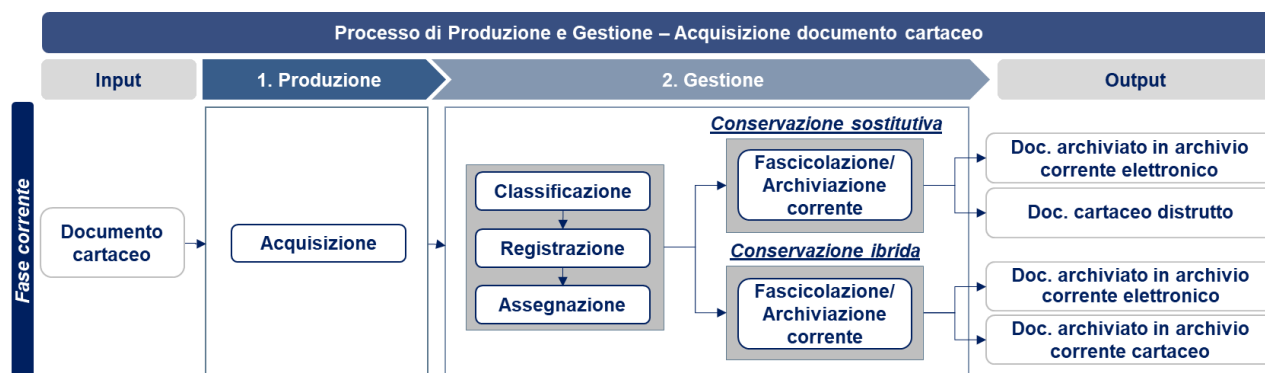 Processo di Produzione e Gestione – Acquisizione documento cartaceo
Input
1. Produzione
2. Gestione
Output
Fase corrente
Documento
cartaceo
Acquisizione
Classificazione
Registrazione
Assegnazione
Conservazione sostitutiva
Fascicolazione/
Archiviazione
corrente
Conservazione ibrida
Fascicolazione/
Archiviazione
corrente
Doc. archiviato in archivio
corrente elettronico
Doc. cartaceo distrutto
Doc. archiviato in archivio
corrente elettronico
Doc. archiviato in archivio
corrente cartaceo